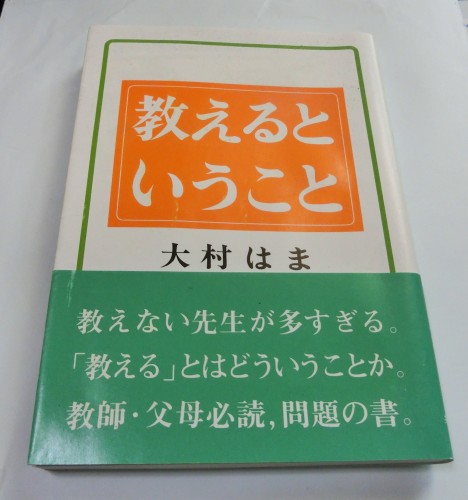 教えると
いうこと
大村はま
教えない先生が多すぎる。
「教える」とはどういうことか。
教師・父母必読,問題の書。